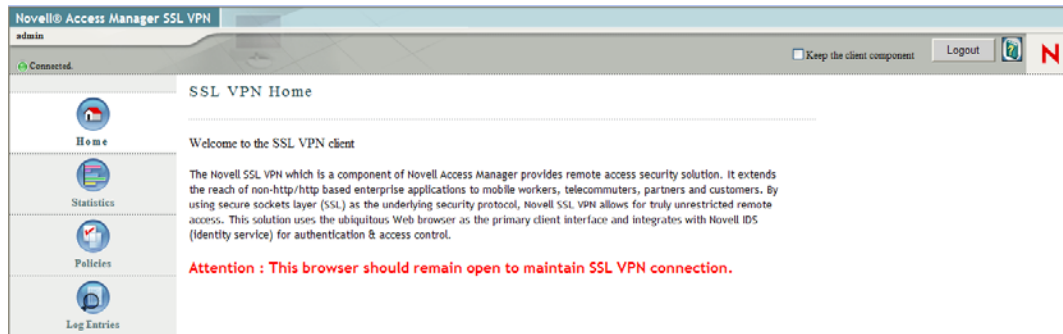 Novell® Access Manager SSL VPN
admin
Connected.
Keep the client component
Logout
?
N
Home
Statistics
Policies
Log Entries
SSL VPN Home
Welcome to the SSL VPN client
The Novell SSL VPN which is a component of Novell Access Manager provides remote access security solution. It extends
the reach of non-http/http based enterprise applications to mobile workers, telecommuters, partners and customers. By
using secure sockets layer (SSL) as the underlying security protocol, Novell SSL VPN allows for truly unrestricted remote
access. This solution uses the ubiquitous Web browser as the primary client interface and integrates with Novell IDS
(identity service) for authentication & access control.
Attention : This browser should remain open to maintain SSL VPN connection.